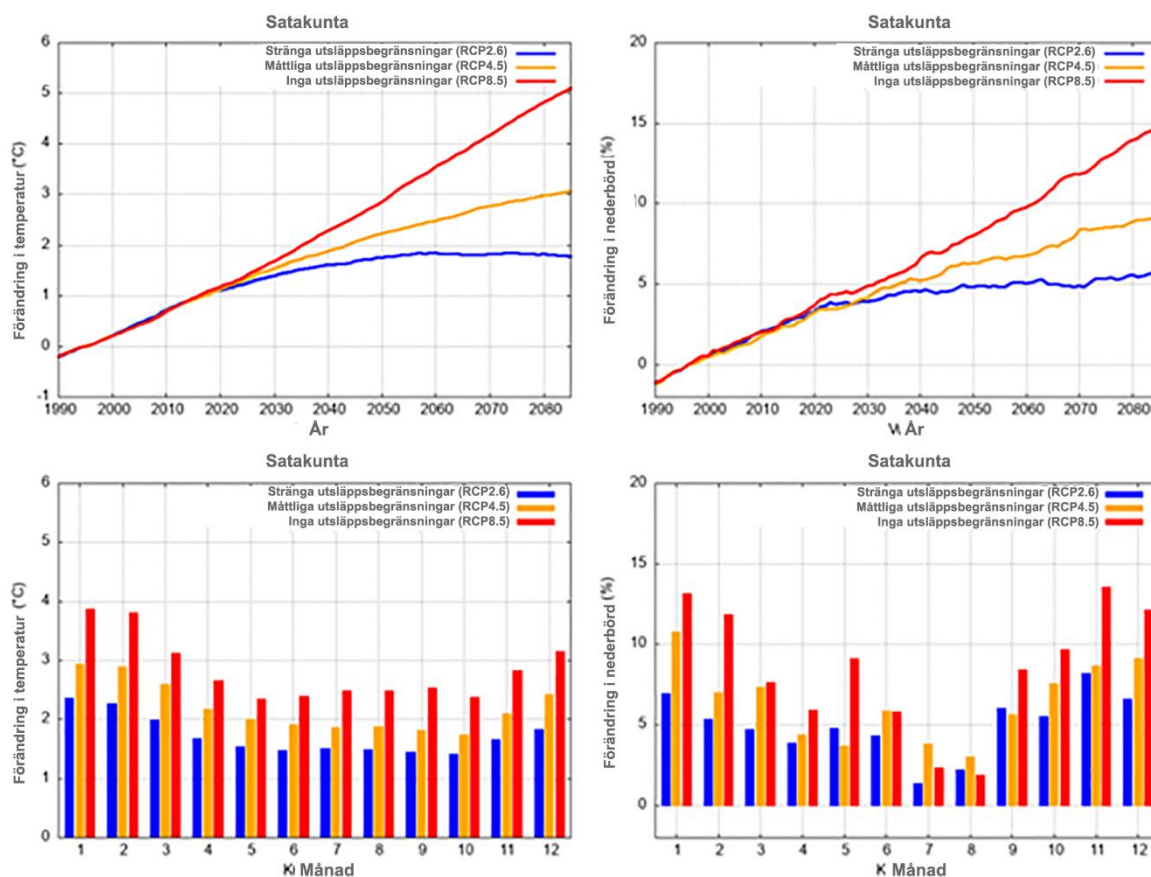 Satakunta
6
5
4
3
2
1
0
-1
Förändring i temperatur (°C)
Stränga utsläppsbegränsningar (RCP2.6)
Måttliga utsläppsbegränsningar (RCP4.5)
Inga utsläppsbegränsningar (RCP8.5)
1990 2000 2010 2020 2030 2040 2050 2060 2070 2080
År
Satakunta
20
15
10
5
0
Förändring i nederbörd (%)
Stränga utsläppsbegränsningar (RCP2.6)
Måttliga utsläppsbegränsningar (RCP4.5)
Inga utsläppsbegränsningar (RCP8.5)
1990 2000 2010 2020 2030 2040 2050 2060 2070 2080
År
Satakunta
6
5
4
3
2
1
0
Förändring i temperatur (°C)
Stränga utsläppsbegränsningar (RCP2.6)
Måttliga utsläppsbegränsningar (RCP4.5)
Inga utsläppsbegränsningar (RCP8.5)
1 2 3 4 5 6 7 8 9 10 11 12
K Månad
Satakunta
20
15
10
5
0
Förändring i nederbörd (%)
Stränga utsläppsbegränsningar (RCP2.6)
Måttliga utsläppsbegränsningar (RCP4.5)
Inga utsläppsbegränsningar (RCP8.5)
1 2 3 4 5 6 7 8 9 10 11 12
K Månad